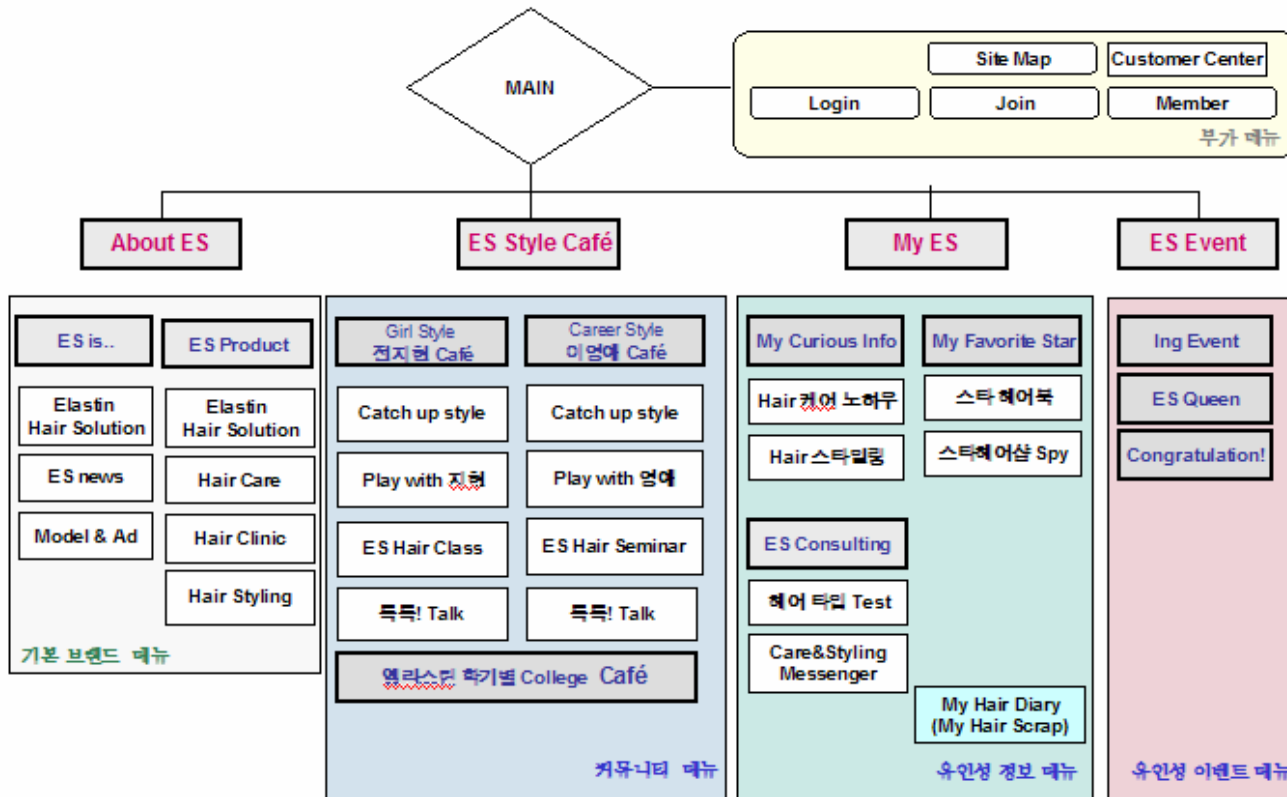 MAIN
Site Map
Customer Center
Login
Join
Member
부가 메뉴
About ES
ES Style Café
My ES
ES Event
ES is..
ES Product
Elastin
Hair Solution
ES news
Model & Ad
Elastin
Hair Solution
Hair Care
Hair Clinic
Hair Styling
기본 브랜드 메뉴
Girl Style
전지현 Café
Career Style
이영애 Café
Catch up style
Play with 지현
ES Hair Class
톡톡! Talk
Catch up style
Play with 영애
ES Hair Seminar
톡톡! Talk
엘라스틴 학기별 College Café
커뮤니티 메뉴
My Curious Info
Hair 케어 노하우
Hair 스타일링
My Favorite Star
스타 헤어북
스타헤어샵 Spy
ES Consulting
헤어 타입 Test
Care&Styling
Messenger
My Hair Diary
(My Hair Scrap)
유인성 정보 메뉴
Ing Event
ES Queen
Congratulation!
유인성 이벤트 메뉴